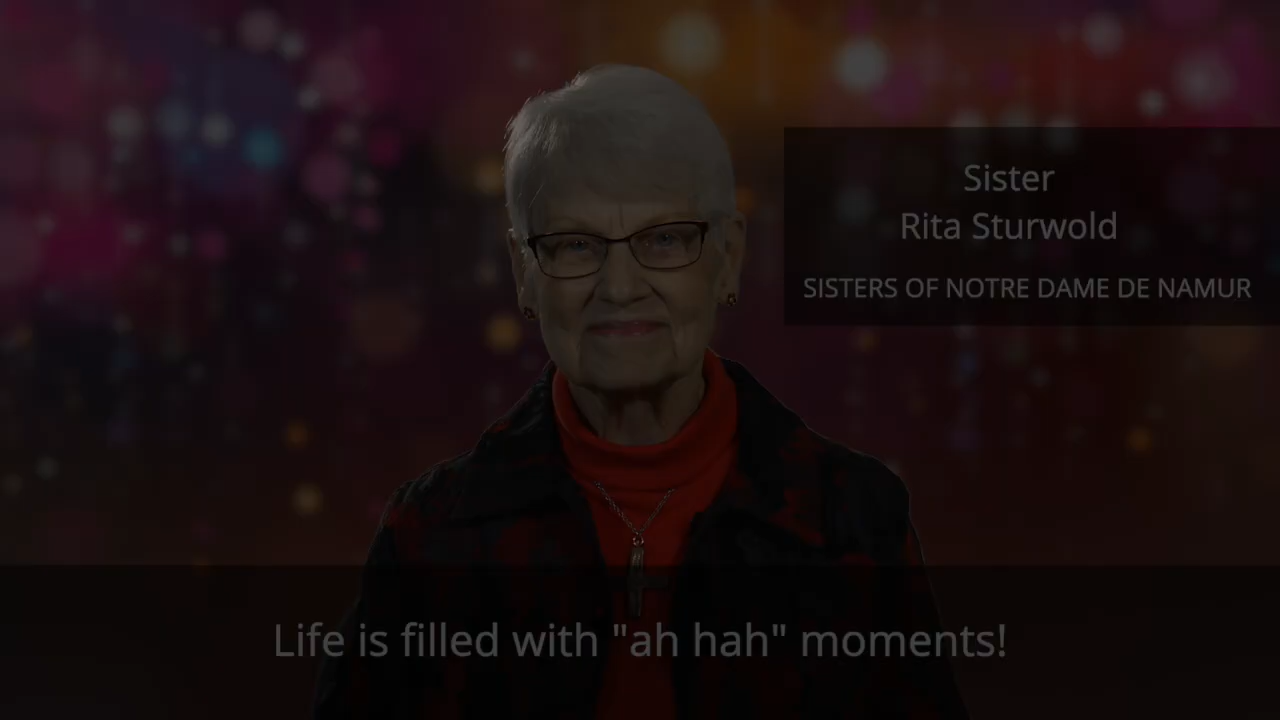 Sister
Rita Sturwold
SISTERS OF NOTRE DAME DE NAMUR
Life is filled with "ah hah" moments!